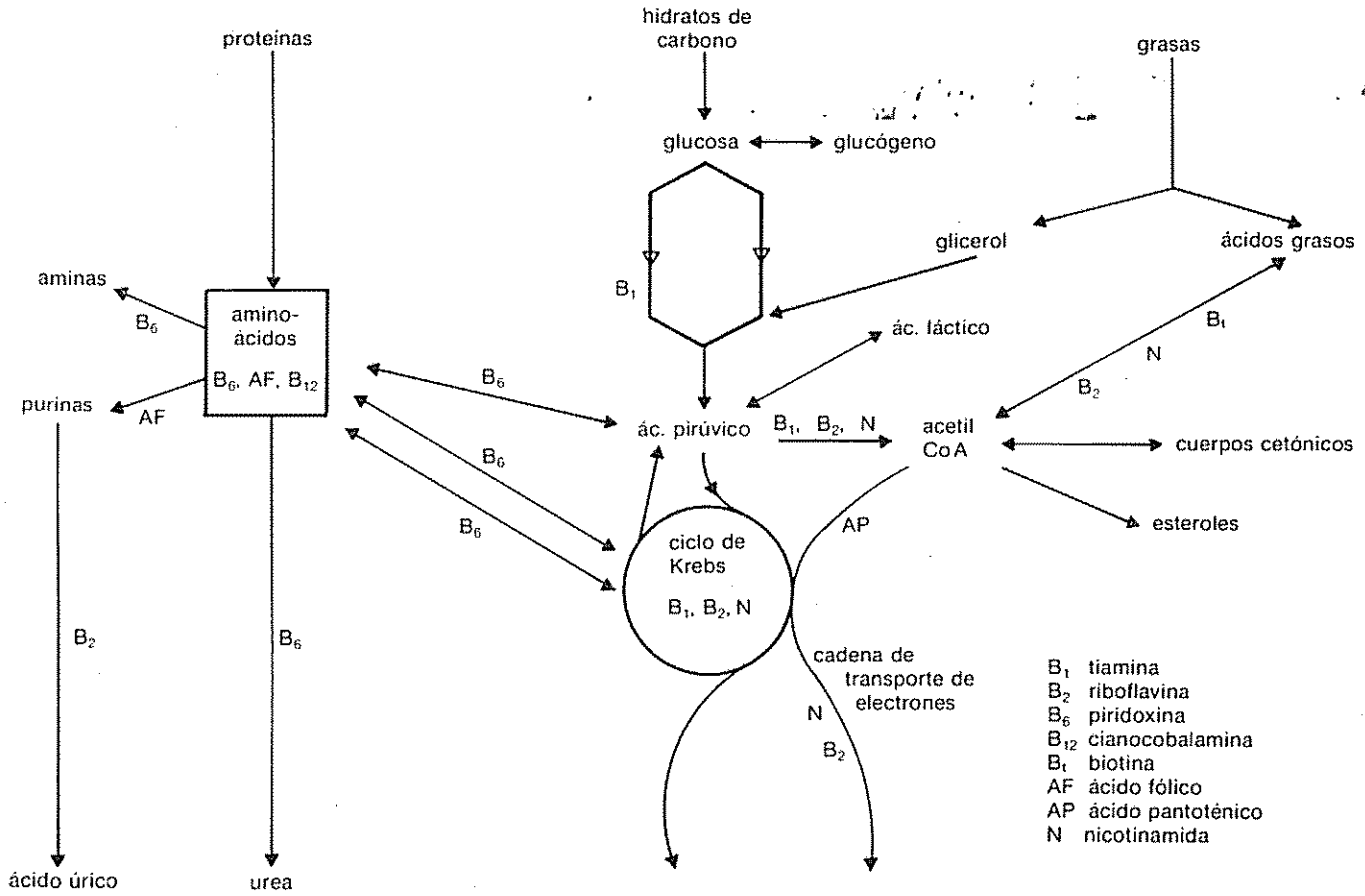 proteínas
hidratos de
carbono
grasas
glucosa
glucógeno
glicerol
ácidos grasos
aminas
B₆
amino-
ácidos
B₆, AF, B₁₂
B₁
ác. láctico
Bₜ
N
B₂
purinas
AF
B₆
ác. pirúvico
B₁, B₂, N
acetil
CoA
cuerpos cetónicos
esteroles
B₆
B₆
AP
ciclo de
Krebs
B₁, B₂, N
B₂
B₆
cadena de
transporte de
electrones
N
B₂
B₁ tiamina
B₂ riboflavina
B₆ piridoxina
B₁₂ cianocobalamina
Bₜ biotina
AF ácido fólico
AP ácido pantoténico
N nicotinamida
ácido úrico
urea